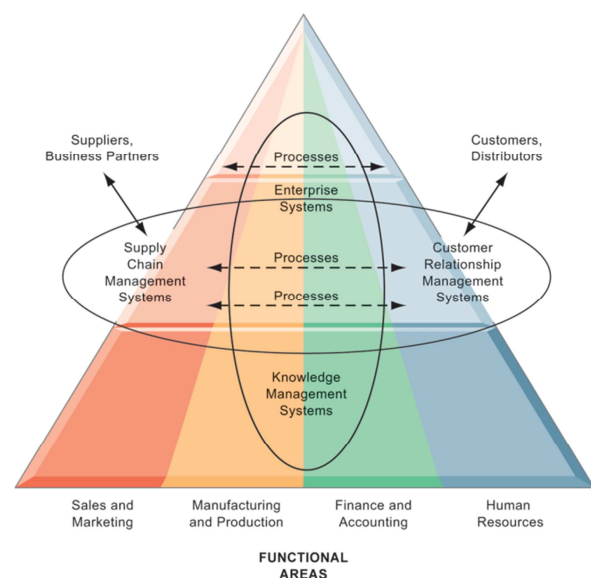 Suppliers,
Business Partners
Customers,
Distributors
Processes
Enterprise
Systems
Supply
Chain
Management
Systems
Processes
Processes
Customer
Relationship
Management
Systems
Knowledge
Management
Systems
Sales and
Marketing
Manufacturing
and Production
Finance and
Accounting
Human
Resources
FUNCTIONAL
AREAS